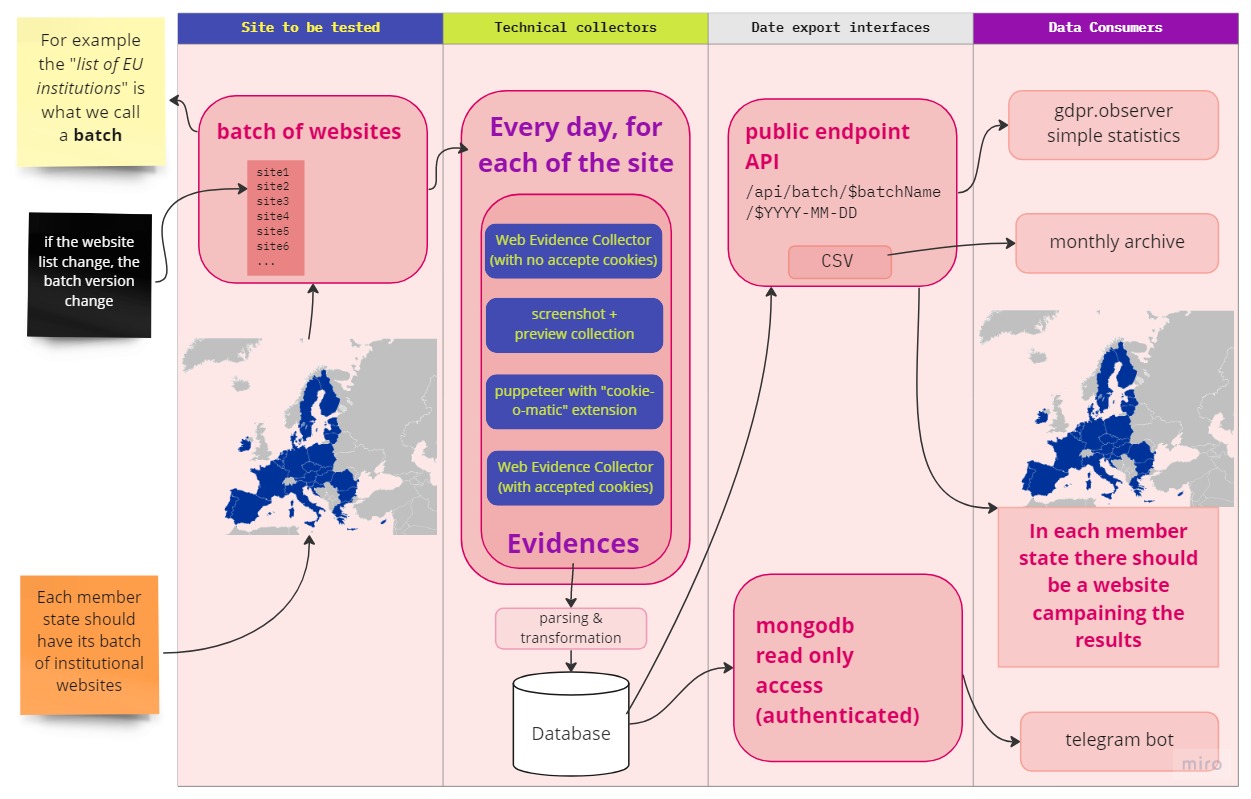 Site to be tested
Technical collectors
Date export interfaces
Data Consumers
For example
the "list of EU
institutions" is
what we call
a batch
if the website
list change, the
batch version
change
Each member
state should
have its batch
of institutional
websites
batch of websites
site1
site2
site3
site4
site5
site6
...
Every day, for
each of the site
Web Evidence Collector
(with no accepte cookies)
screenshot +
preview collection
puppeteer with "cookie-
o-matic" extension
Web Evidence Collector
(with accepted cookies)
Evidences
parsing &
transformation
Database
public endpoint
API
/api/batch/$batchName
/$YYYY-MM-DD
CSV
mongodb
read only
access
(authenticated)
gdpr.observer
simple statistics
monthly archive
In each member
state there should
be a website
campaining the
results
telegram bot
miro